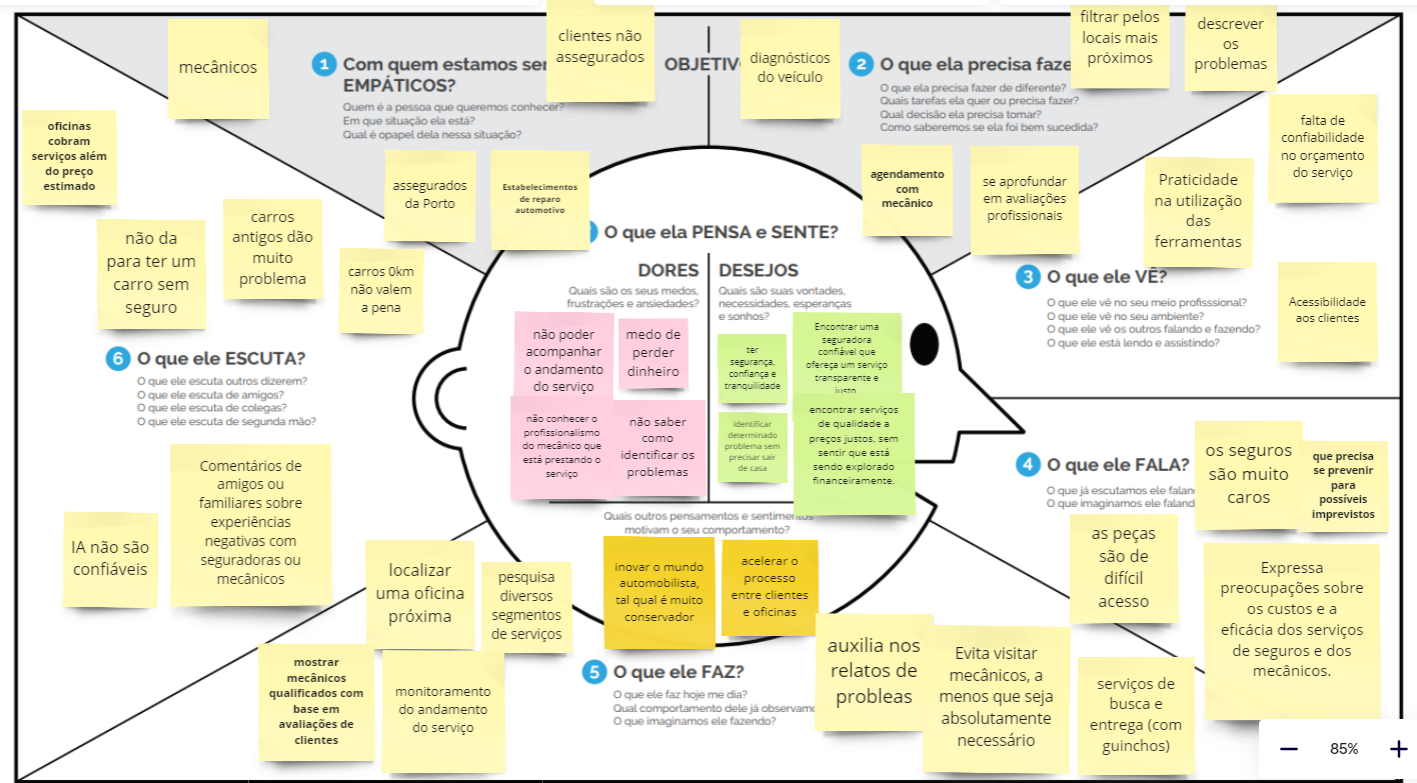 mecânicos
1 Com quem estamos ser
EMPÁTICOS?
Quem é a pessoa que queremos conhecer?
Em que situação ela está?
Qual é opapel dela nessa situação?
clientes não
assegurados
assegurados
da Porto
Estabelecimentos
de reparo
automotivo
OBJETIV
diagnósticos
do veículo
2 O que ela precisa faze
O que ela precisa fazer de diferente?
Quais tarefas ela quer ou precisa fazer?
Qual decisão ela precisa tomar?
Como saberemos se ela foi bem sucedida?
filtrar pelos
locais mais
próximos
descrever
os
problemas
agendamento
com
mecânico
se aprofundar
em avaliações
profissionais
falta de
confiabilidade
no orçamento
do serviço
Praticidade
na utilização
das
ferramentas
3 O que ele VÊ?
O que ele vê no seu meio profisssional?
O que ele vê no seu ambiente?
O que ele vê os outros falando e fazendo?
O que ele está lendo e assistindo?
Acessibilidade
aos clientes
oficinas
cobram
serviços além
do preço
estimado
não da
para ter um
carro sem
seguro
carros
antigos dão
muito
problema
carros 0km
não valem
a pena
6 O que ele ESCUTA?
O que ele escuta outros dizerem?
O que ele escuta de amigos?
O que ele escuta de colegas?
O que ele escuta de segunda mão?
Comentários de
amigos ou
familiares sobre
experiências
negativas com
seguradoras ou
mecânicos
IA não são
confiáveis
O que ela PENSA e SENTE?
DORES
Quais são os seus medos,
frustrações e ansiedades?
não poder
acompanhar
o andamento
do serviço
medo de
perder
dinheiro
não conhecer o
profissionalismo
do mecânico que
está prestando o
serviço
não saber
como
identificar os
problemas
DESEJOS
Quais são suas vontades,
necessidades, esperanças
e sonhos?
ter
segurança,
confiança e
tranquilidade
Encontrar uma
seguradora
confiável que
ofereça um serviço
transparente e
justo
identificar
determinado
problema sem
precisar sair
de casa
encontrar serviços
de qualidade a
preços justos, sem
sentir que está
sendo explorado
financeiramente.
Quais outros pensamentos e sentimentos
motivam o seu comportamento?
inovar o mundo
automobilista,
tal qual é muito
conservador
acelerar o
processo
entre clientes
e oficinas
4 O que ele FALA?
O que já escutamos ele falan
O que imaginamos ele faland
os seguros
são muito
caros
que precisa
se prevenir
para
possíveis
imprevistos
as peças
são de
difícil
acesso
Expressa
preocupações sobre
os custos e a
eficácia dos serviços
de seguros e dos
mecânicos.
5 O que ele FAZ?
O que ele faz hoje me dia?
Qual comportamento dele já observamo
O que imaginamos ele fazendo?
localizar
uma oficina
próxima
pesquisa
diversos
segmentos
de serviços
mostrar
mecânicos
qualificados com
base em
avaliações de
clientes
monitoramento
do andamento
do serviço
auxilia nos
relatos de
probleas
Evita visitar
mecânicos, a
menos que seja
absolutamente
necessário
serviços de
busca e
entrega (com
guinchos)
85%